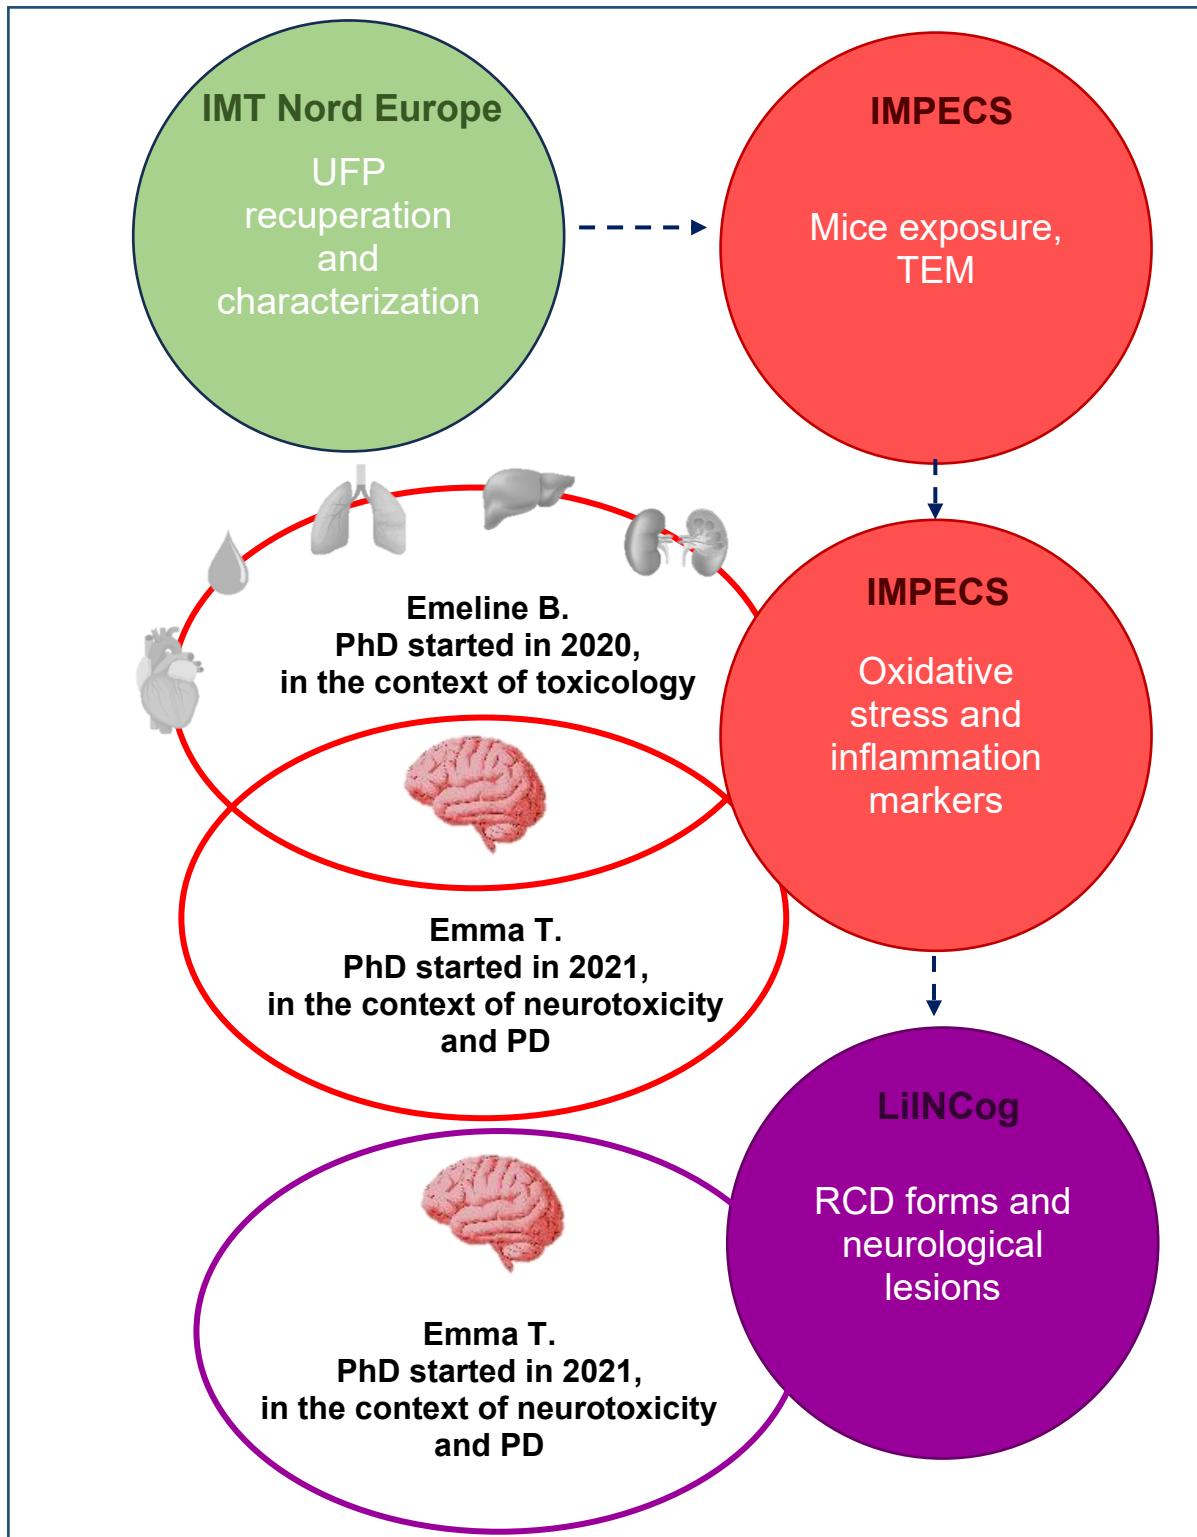 IMT Nord Europe
UFP
recuperation
and
characterization
IMPECS
Mice exposure,
TEM
Emeline B.
PhD started in 2020,
in the context of toxicology
IMPECS
Oxidative
stress and
inflammation
markers
Emma T.
PhD started in 2021,
in the context of neurotoxicity
and PD
LilNCog
RCD forms and
neurological
lesions
Emma T.
PhD started in 2021,
in the context of neurotoxicity
and PD